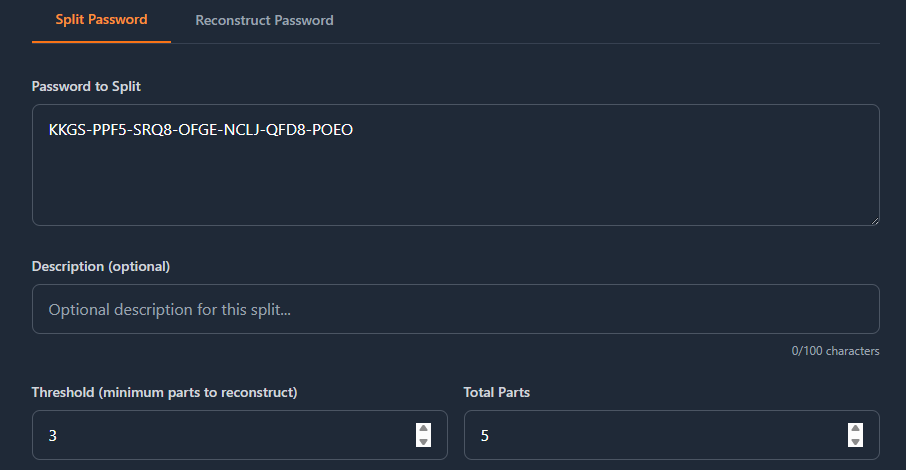 Split Password Reconstruct Password
Password to Split
KKGS-PPF5-SRQ8-OFGE-NCLJ-QFD8-POEO
Description (optional)
Optional description for this split...
0/100 characters
Threshold (minimum parts to reconstruct) Total Parts
3 5